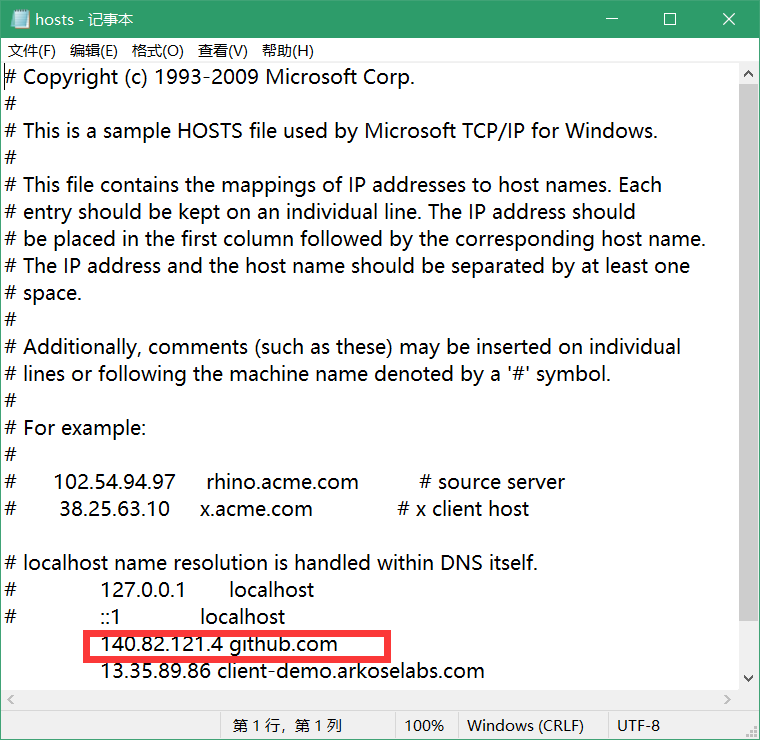 hosts - 记事本
文件(F) 编辑(E) 格式(O) 查看(V) 帮助(H)
# Copyright (c) 1993-2009 Microsoft Corp.
#
# This is a sample HOSTS file used by Microsoft TCP/IP for Windows.
#
# This file contains the mappings of IP addresses to host names. Each
# entry should be kept on an individual line. The IP address should
# be placed in the first column followed by the corresponding host name.
# The IP address and the host name should be separated by at least one
# space.
#
# Additionally, comments (such as these) may be inserted on individual
# lines or following the machine name denoted by a '#' symbol.
#
# For example:
#
# 102.54.94.97 rhino.acme.com # source server
# 38.25.63.10 x.acme.com # x client host
# localhost name resolution is handled within DNS itself.
# 127.0.0.1 localhost
# ::1 localhost
140.82.121.4 github.com
13.35.89.86 client-demo.arkoselabs.com
第 1 行，第 1 列 100% Windows (CRLF) UTF-8